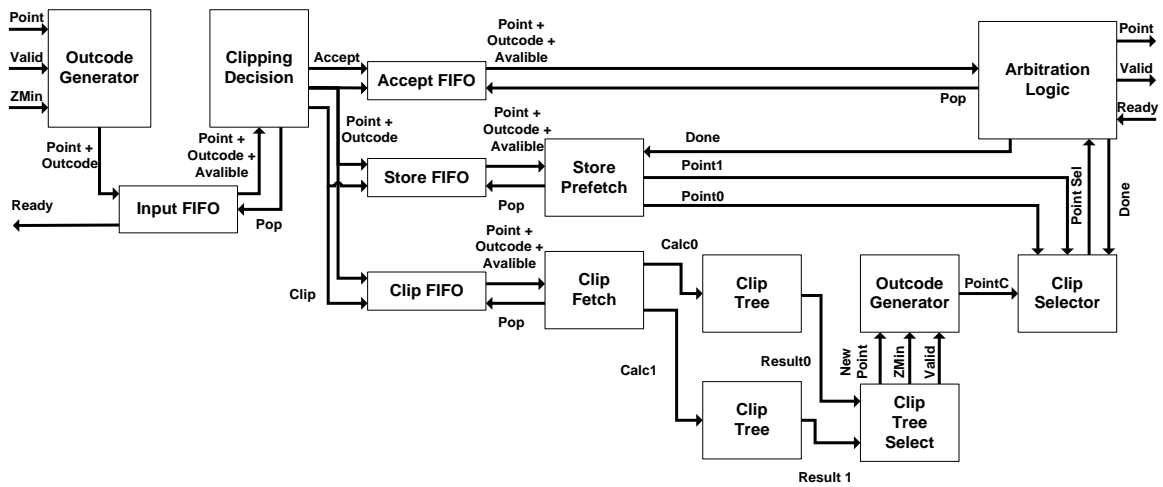 Point
Valid
ZMin
Outcode
Generator
Clipping
Decision
Accept
Point +
Outcode +
Avalible
Accept FIFO
Pop
Arbitration
Logic
Point
Valid
Ready
Point +
Outcode
Point +
Outcode +
Avalible
Input FIFO
Ready
Pop
Point +
Outcode
Point +
Outcode +
Avalible
Store FIFO
Pop
Store
Prefetch
Done
Point1
Point0
Point Sel
Done
Clip
Point +
Outcode +
Avalible
Clip FIFO
Pop
Clip
Fetch
Calc0
Calc1
Clip
Tree
Result0
Clip
Tree
Result 1
Outcode
Generator
PointC
Clip
Selector
New
Point
ZMin
Valid
Clip
Tree
Select